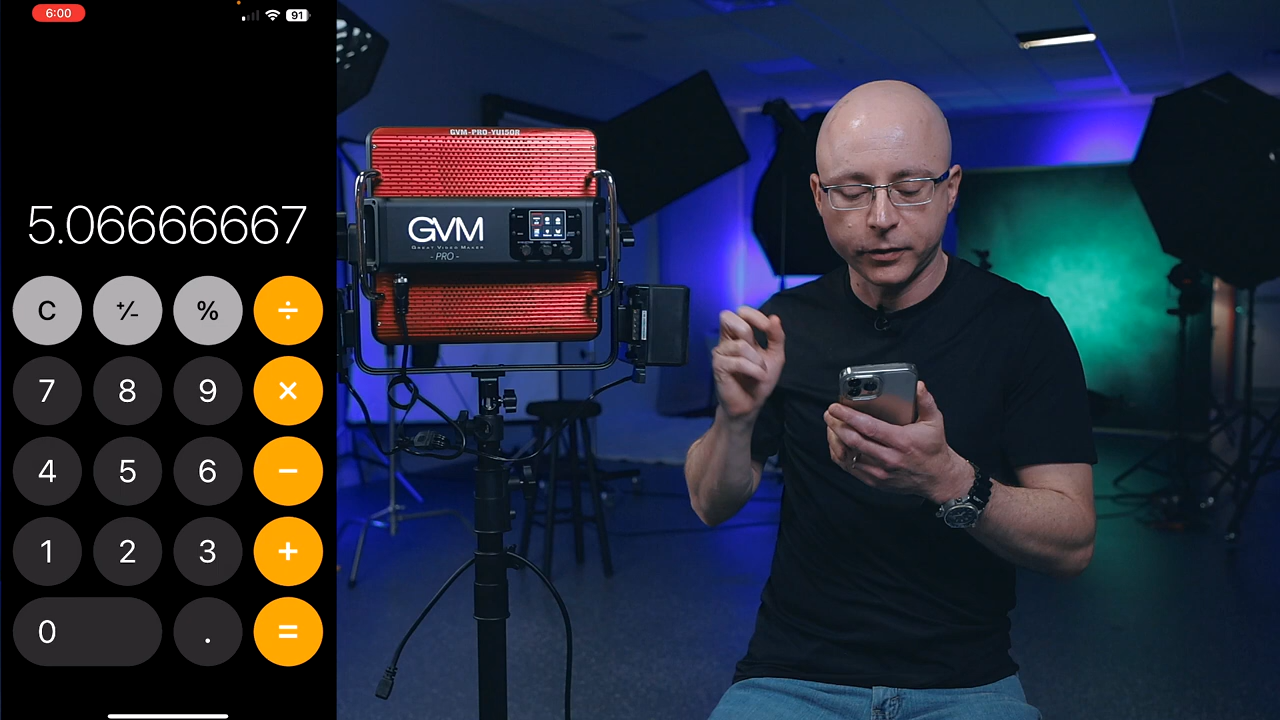 6:00
91
5.06666667
C ⁺∕₋ % ÷
7 8 9 ×
4 5 6 −
1 2 3 +
0 . =
GVM-PRO-YU150R
GVM
GREAT VIDEO MAKER
- PRO -